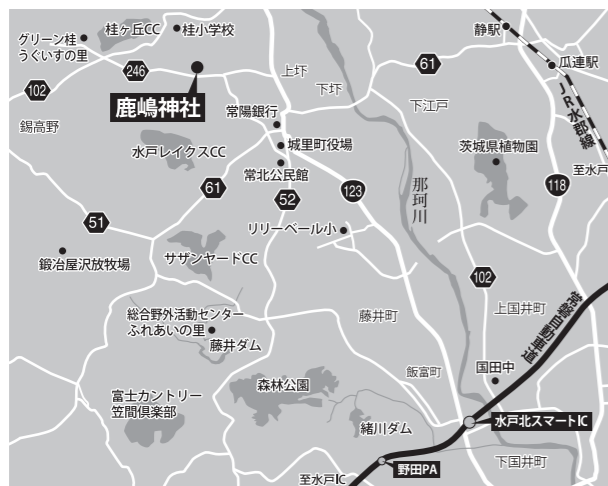 グリーン桂
うぐいすの里
桂ヶ丘CC
桂小学校
静駅
瓜連駅
JR水郡線
至水戸
246
102
61
上圷
下圷
下江戸
鹿嶋神社
錫高野
常陽銀行
水戸レイクスCC
城里町役場
常北公民館
茨城県植物園
那珂川
61
52
123
118
51
リリーベール小
鍛冶屋沢放牧場
サザンヤードCC
102
総合野外活動センター
ふれあいの里
藤井ダム
藤井町
上国井町
常磐自動車道
飯富町
国田中
富士カントリー
笠間倶楽部
森林公園
緒川ダム
水戸北スマートIC
野田PA
下国井町
至水戸IC